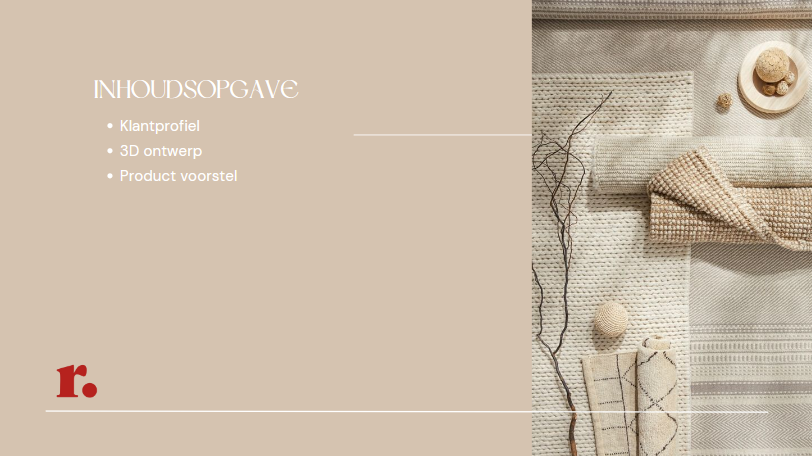 INHOUDSOPGAVE
• Klantprofiel
• 3D ontwerp
• Product voorstel
r.